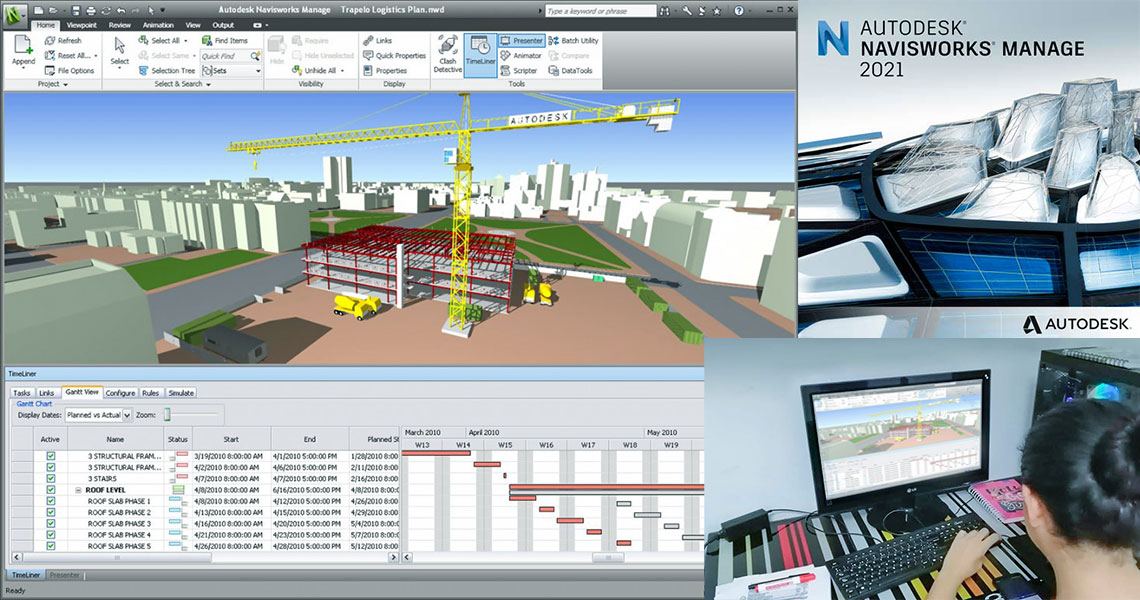 Autodesk Navisworks Manage Trapelo Logistics Plan.nwd
Type a keyword or phrase
Home Viewpoint Review Animation View Output
Append
Refresh
Reset All...
File Options
Project
Select
Select All
Select Same
Selection Tree
Find Items
Quick Find
Sets
Select & Search
Hide
Require
Hide Unselected
Unhide All
Visibility
Links
Quick Properties
Properties
Display
Clash
Detective
TimeLiner
Presenter
Animator
Scripter
Batch Utility
Compare
DataTools
Tools
AUTODESK
TimeLiner
Tasks Links Gantt View Configure Rules Simulate
Gantt Chart
Display Dates: Planned vs Actual Zoom:
Active Name Status Start End Planned St
March 2010 April 2010 May 2010
W13 W14 W15 W16 W17 W18 W19
3 STRUCTURAL FRAM... 3/19/2010 8:00:00 AM 4/1/2010 5:00:00 PM 1/28/2010 8:00
3 STRUCTURAL FRAM... 4/2/2010 8:00:00 AM 4/6/2010 5:00:00 PM 2/11/2010 8:00
3 STAIRS 4/7/2010 8:00:00 AM 4/7/2010 5:00:00 PM 2/16/2010 8:00
ROOF LEVEL 4/8/2010 8:00:00 AM 6/16/2010 5:00:00 PM 4/8/2010 8:00:0
ROOF SLAB PHASE 1 4/8/2010 8:00:00 AM 4/12/2010 5:00:00 PM 4/26/2010 8:00
ROOF SLAB PHASE 2 4/13/2010 8:00:00 AM 4/15/2010 5:00:00 PM 4/29/2010 8:00
ROOF SLAB PHASE 3 4/16/2010 8:00:00 AM 4/20/2010 5:00:00 PM 5/4/2010 8:00:0
ROOF SLAB PHASE 4 4/21/2010 8:00:00 AM 4/23/2010 5:00:00 PM 5/7/2010 8:00:0
ROOF SLAB PHASE 5 4/26/2010 8:00:00 AM 4/28/2010 5:00:00 PM 5/12/2010 8:00
TimeLiner Presenter
Ready
N AUTODESK®
NAVISWORKS® MANAGE
2021
AUTODESK.
LG